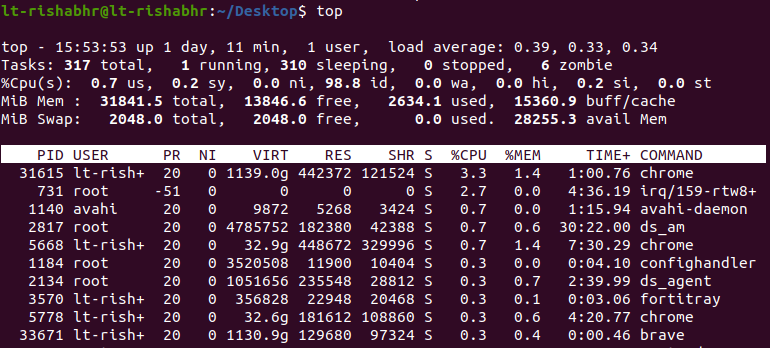 lt-rishabhr@lt-rishabhr:~/Desktop$ top
top - 15:53:53 up 1 day, 11 min,  1 user,  load average: 0.39, 0.33, 0.34
Tasks: 317 total,   1 running, 310 sleeping,   0 stopped,   6 zombie
%Cpu(s):  0.7 us,  0.2 sy,  0.0 ni, 98.8 id,  0.0 wa,  0.0 hi,  0.2 si,  0.0 st
MiB Mem :  31841.5 total,  13846.6 free,   2634.1 used,  15360.9 buff/cache
MiB Swap:   2048.0 total,   2048.0 free,      0.0 used.  28255.3 avail Mem
PID USER      PR  NI    VIRT    RES    SHR S  %CPU  %MEM     TIME+ COMMAND
31615 lt-rish+  20   0 1139.0g 442372 121524 S   3.3   1.4   1:00.76 chrome
731 root     -51   0       0      0      0 S   2.7   0.0   4:36.19 irq/159-rtw8+
1140 avahi     20   0    9872   5268   3424 S   0.7   0.0   1:15.94 avahi-daemon
2817 root      20   0 4785752 182380  42388 S   0.7   0.6  30:22.00 ds_am
5668 lt-rish+  20   0   32.9g 448672 329996 S   0.7   1.4   7:30.29 chrome
1184 root      20   0 3520508  11900  10404 S   0.3   0.0   0:04.10 confighandler
2134 root      20   0 1051656 235548  28812 S   0.3   0.7   2:39.99 ds_agent
3570 lt-rish+  20   0  356828  22948  20468 S   0.3   0.1   0:03.06 fortitray
5778 lt-rish+  20   0   32.6g 181612 108860 S   0.3   0.6   4:20.77 chrome
33671 lt-rish+  20   0 1130.9g 129680  97324 S   0.3   0.4   0:00.46 brave